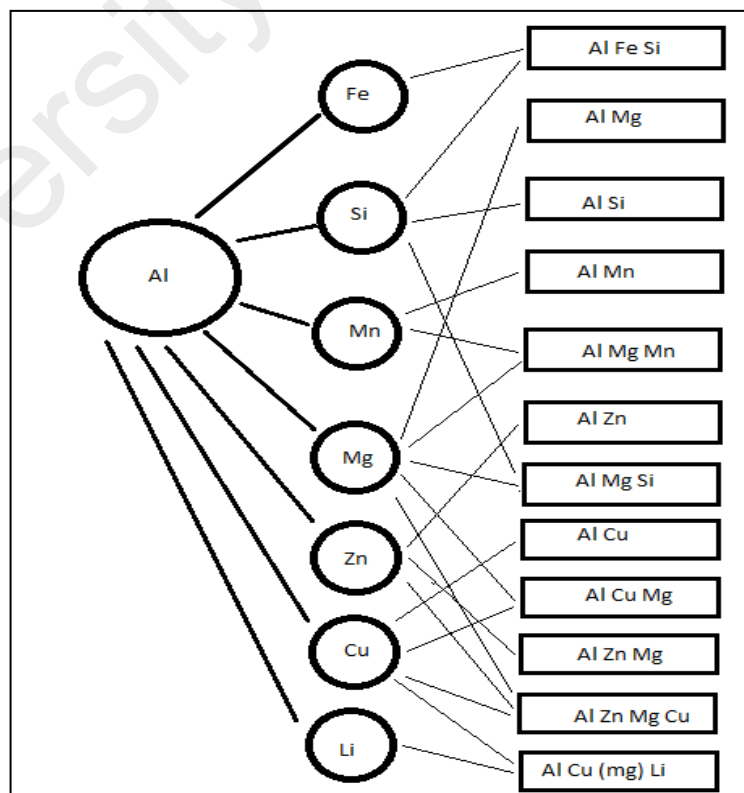 ersity
Al
Fe
Si
Mn
Mg
Zn
Cu
Li
Al Fe Si
Al Mg
Al Si
Al Mn
Al Mg Mn
Al Zn
Al Mg Si
Al Cu
Al Cu Mg
Al Zn Mg
Al Zn Mg Cu
Al Cu (mg) Li